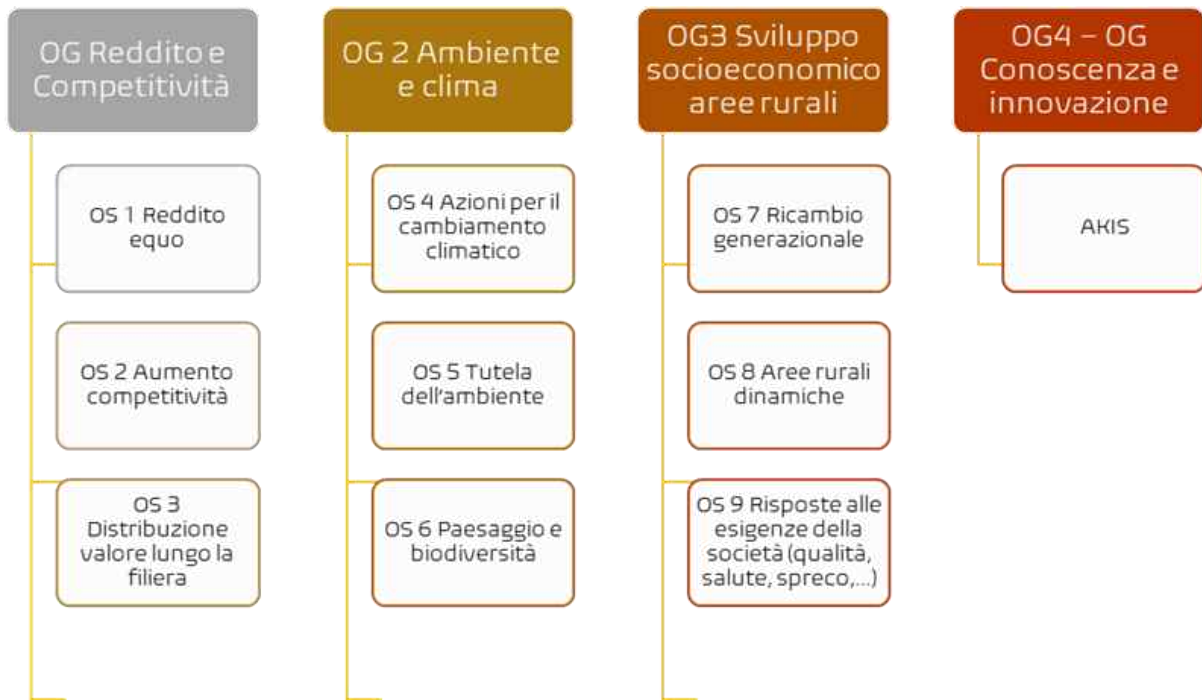 OG Reddito e
Competitività
OS 1 Reddito
equo
OS 2 Aumento
competitività
OS 3
Distribuzione
valore lungo la
filiera
OG 2 Ambiente
e clima
OS 4 Azioni per il
cambiamento
climatico
OS 5 Tutela
dell'ambiente
OS 6 Paesaggio e
biodiversità
OG3 Sviluppo
socioeconomico
aree rurali
OS 7 Ricambio
generazionale
OS 8 Aree rurali
dinamiche
OS 9 Risposte alle
esigenze della
società (qualità,
salute, spreco,...)
OG4 – OG
Conoscenza e
innovazione
AKIS